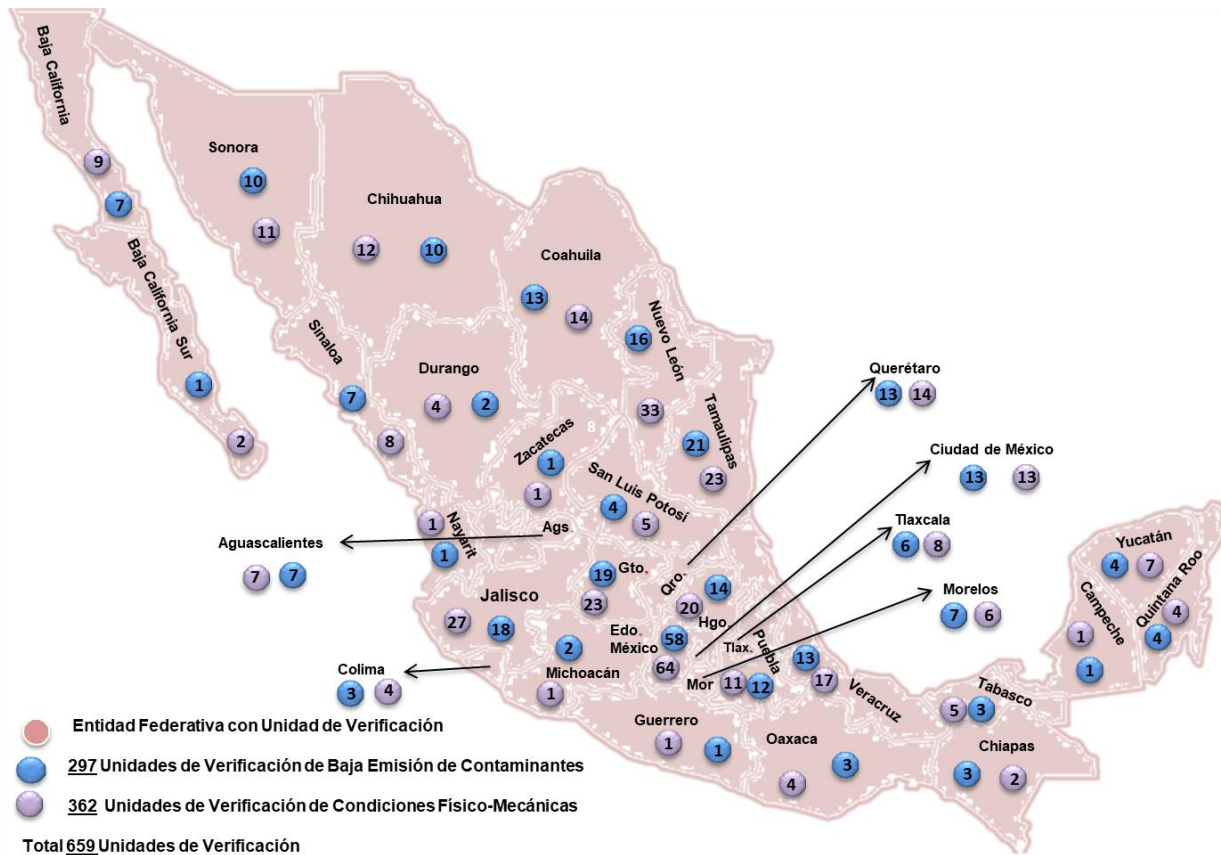 Baja California
9
7
Sonora
10
11
Chihuahua
12
10
Coahuila
13
14
Nuevo León
16
33
Baja California Sur
1
2
Sinaloa
7
8
Durango
4
2
Zacatecas
8
1
1
San Luis Potosí
4
5
Tamaulipas
21
23
Querétaro
13
14
Ciudad de México
13
13
Tlaxcala
6
8
Morelos
7
6
Nayarit
1
1
Ags.
Aguascalientes
7
7
Gto.
19
23
Qro.
14
20
Hgo.
Jalisco
27
18
Edo.
México
58
64
Tlax.
Puebla
11
12
Mor
Michoacán
2
1
Colima
3
4
13
17
Veracruz
Yucatán
4
7
Campeche
1
1
Quintana Roo
4
4
Tabasco
5
3
Guerrero
1
1
Oaxaca
3
4
Chiapas
3
2
Entidad Federativa con Unidad de Verificación
297 Unidades de Verificación de Baja Emisión de Contaminantes
362 Unidades de Verificación de Condiciones Físico-Mecánicas
Total 659 Unidades de Verificación